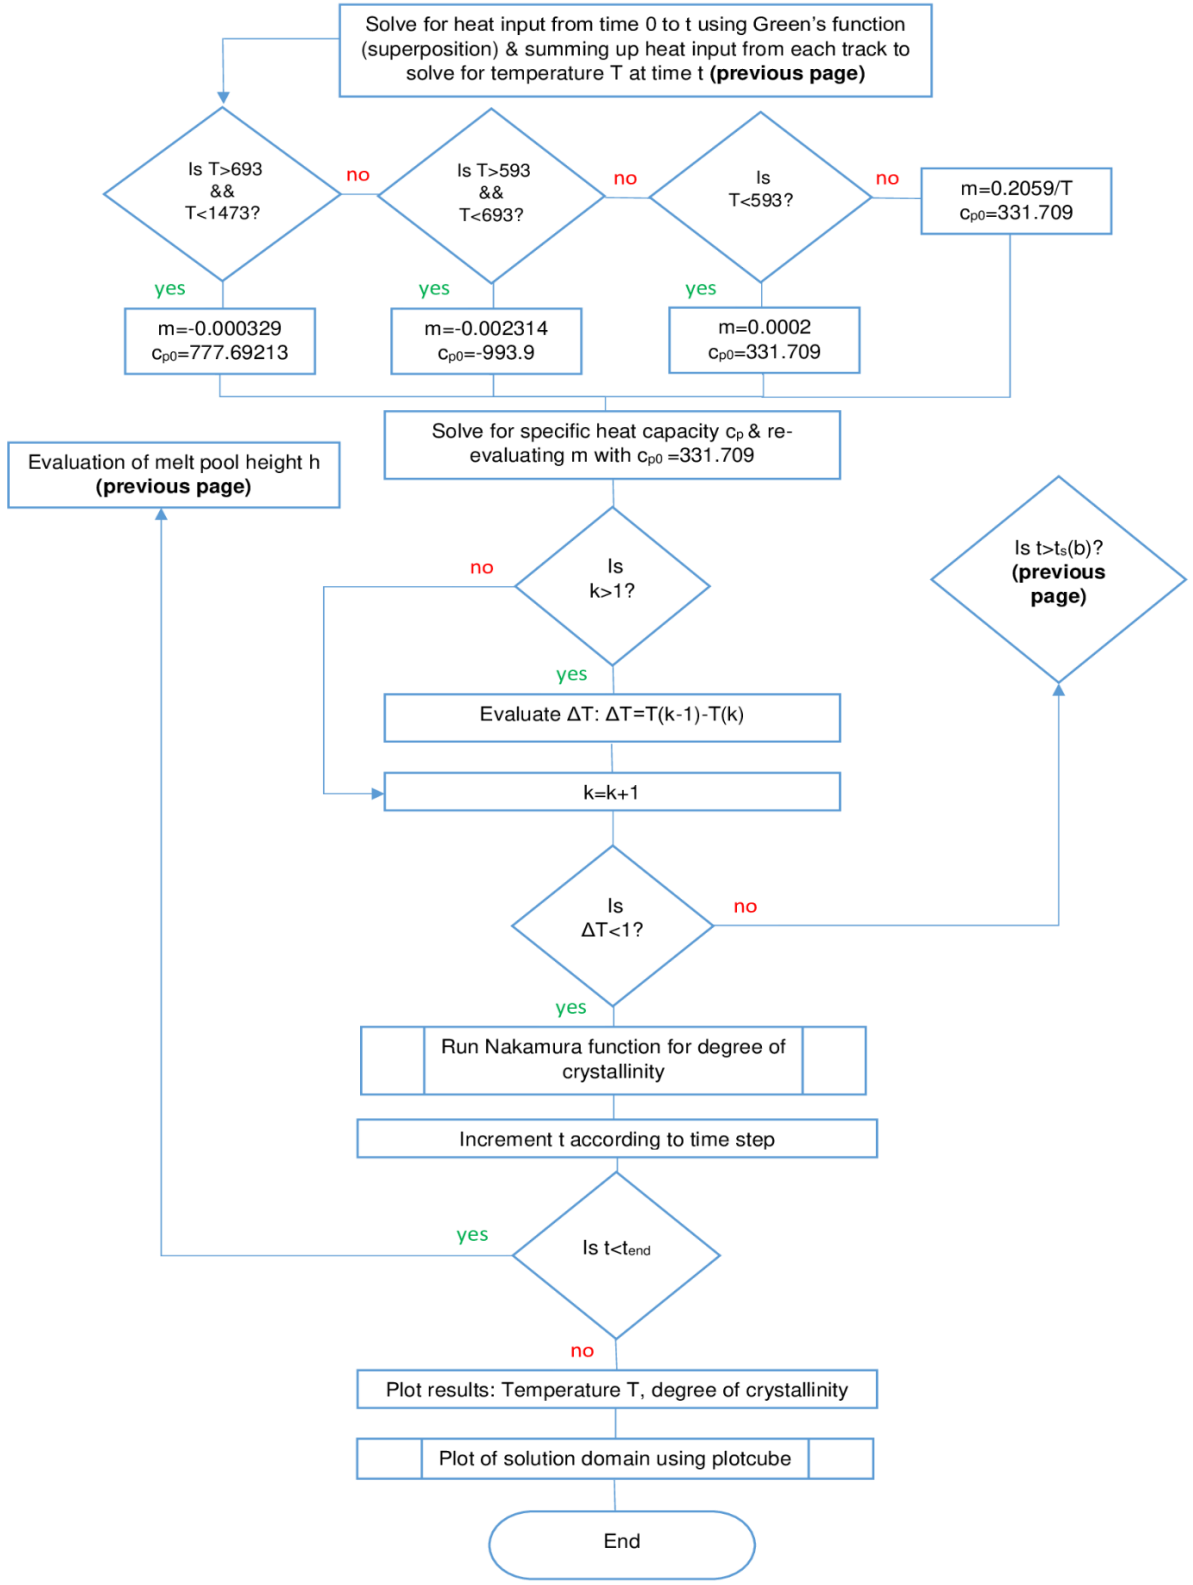 Solve for heat input from time 0 to t using Green’s function
(superposition) & summing up heat input from each track to
solve for temperature T at time t (previous page)
Is T>693
&&
T<1473?
no
Is T>593
&&
T<693?
no
Is
T<593?
no
m=0.2059/T
cp0=331.709
yes
m=-0.000329
cp0=777.69213
yes
m=-0.002314
cp0=-993.9
yes
m=0.0002
cp0=331.709
Solve for specific heat capacity cp & re-
evaluating m with cp0 =331.709
Evaluation of melt pool height h
(previous page)
Is t>ts(b)?
(previous
page)
Is
k>1?
no
yes
Evaluate ΔT: ΔT=T(k-1)-T(k)
k=k+1
Is
ΔT<1?
no
yes
Run Nakamura function for degree of
crystallinity
Increment t according to time step
Is t<tend
yes
no
Plot results: Temperature T, degree of crystallinity
Plot of solution domain using plotcube
End